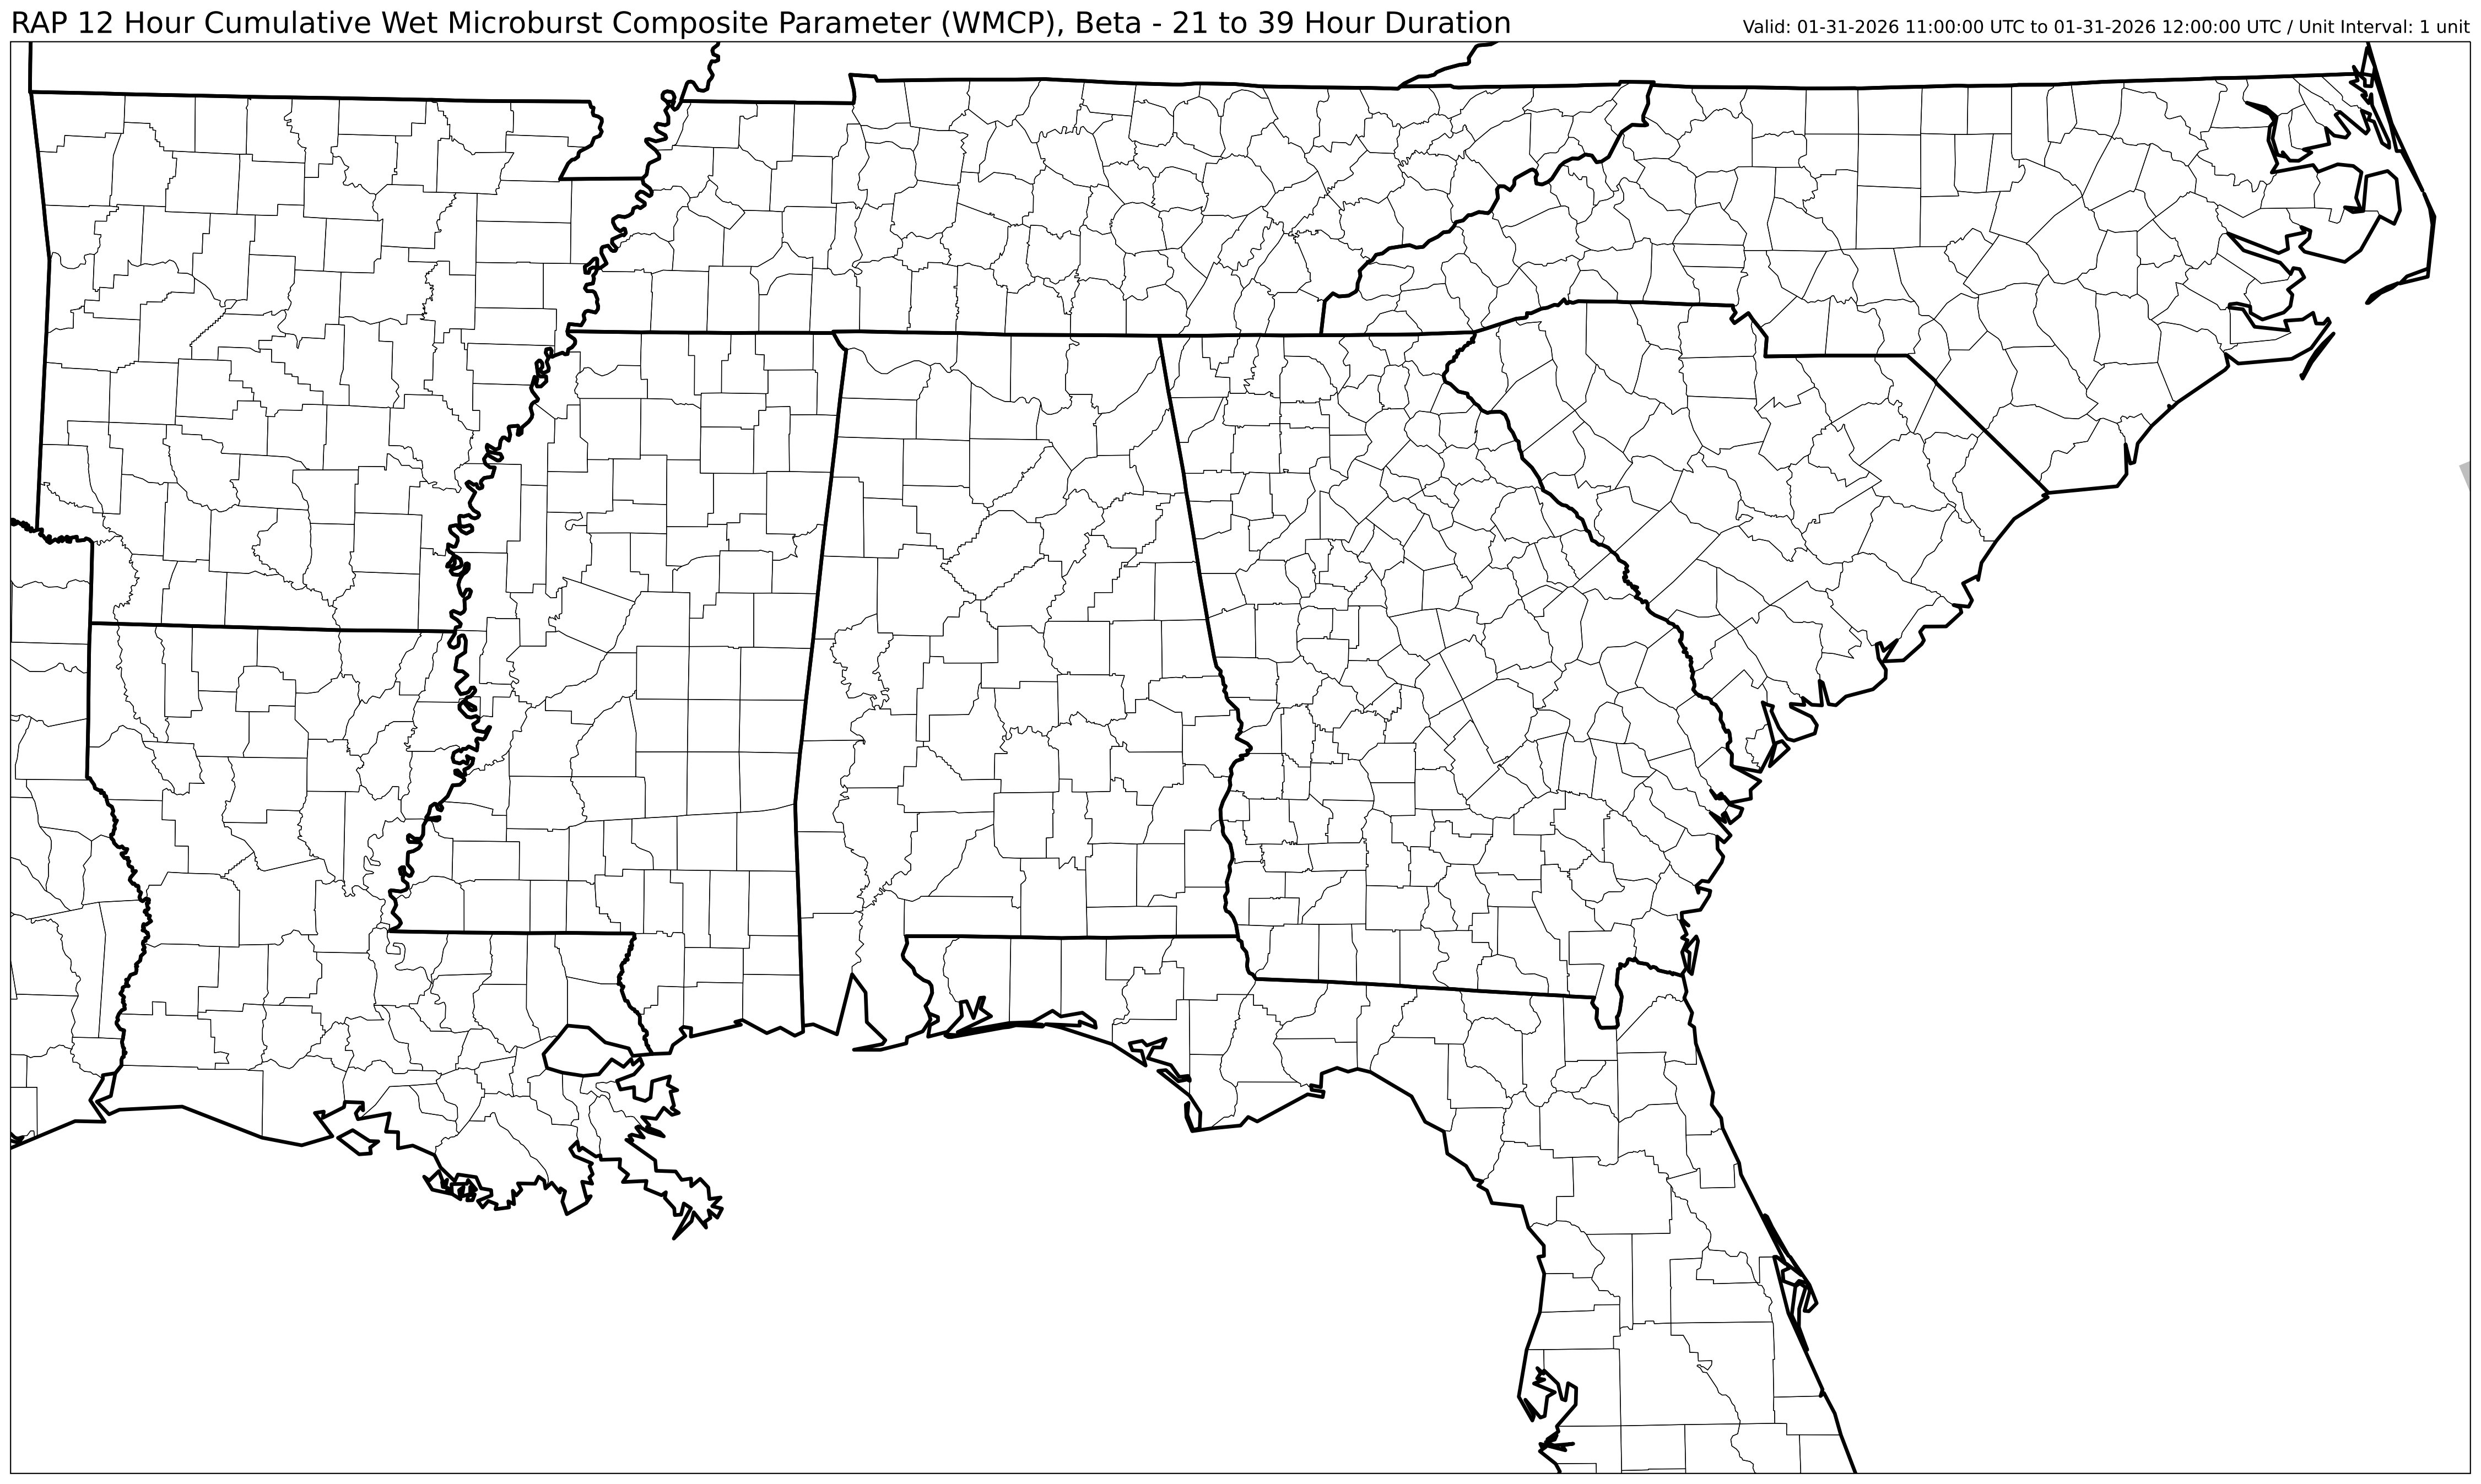 RAP 12 Hour Cumulative Wet Microburst Composite Parameter (WMCP), Beta - 21 to 39 Hour Duration
Valid: 01-31-2026 11:00:00 UTC to 01-31-2026 12:00:00 UTC / Unit Interval: 1 unit